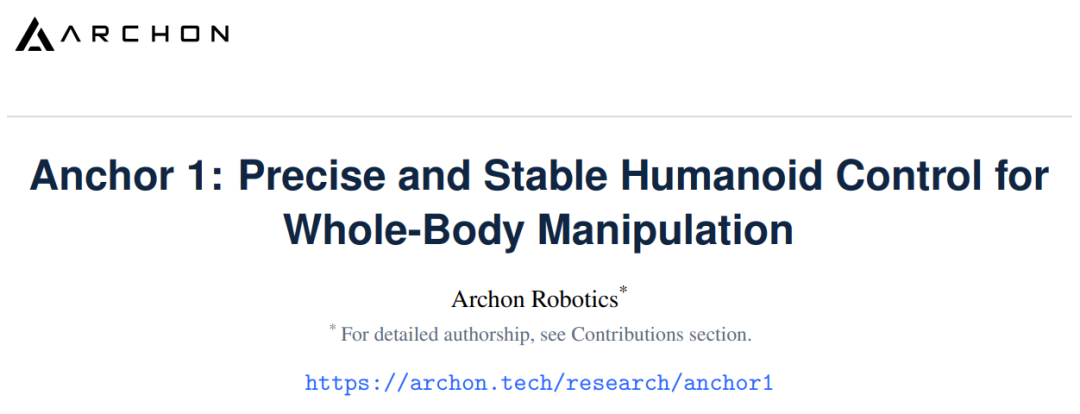 ARCHON
Anchor 1: Precise and Stable Humanoid Control for
Whole-Body Manipulation
Archon Robotics*
* For detailed authorship, see Contributions section.
https://archon.tech/research/anchor1